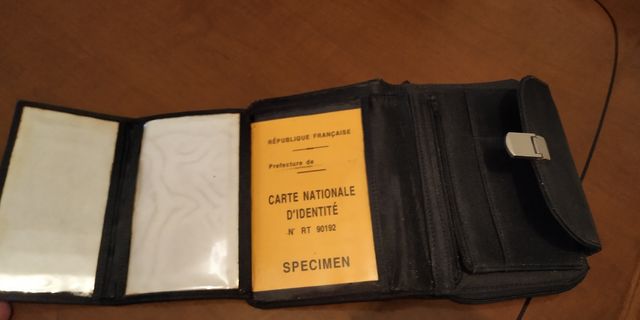 RÉPUBLIQUE FRANÇAISE
Préfecture de
CARTE NATIONALE
D'IDENTITÉ
N° RT 90192
SPECIMEN